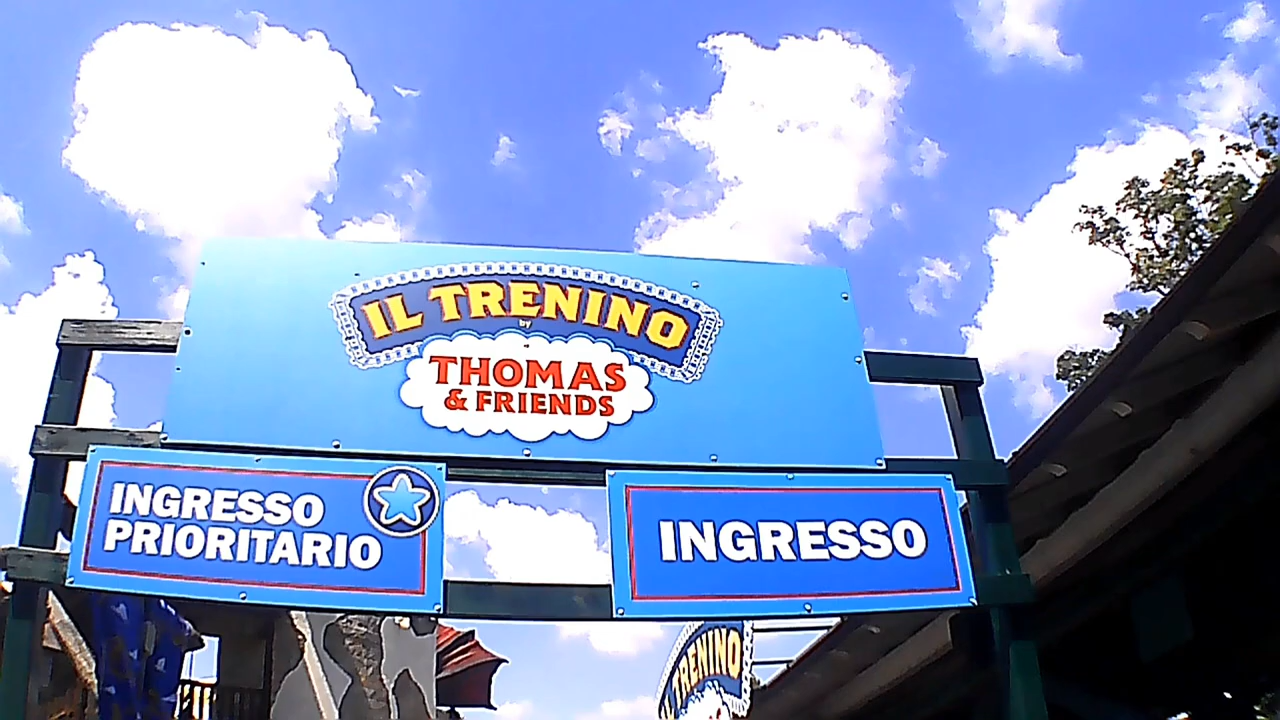 IL TRENINO
by
THOMAS
& FRIENDS
INGRESSO
PRIORITARIO
INGRESSO
IL TRENINO